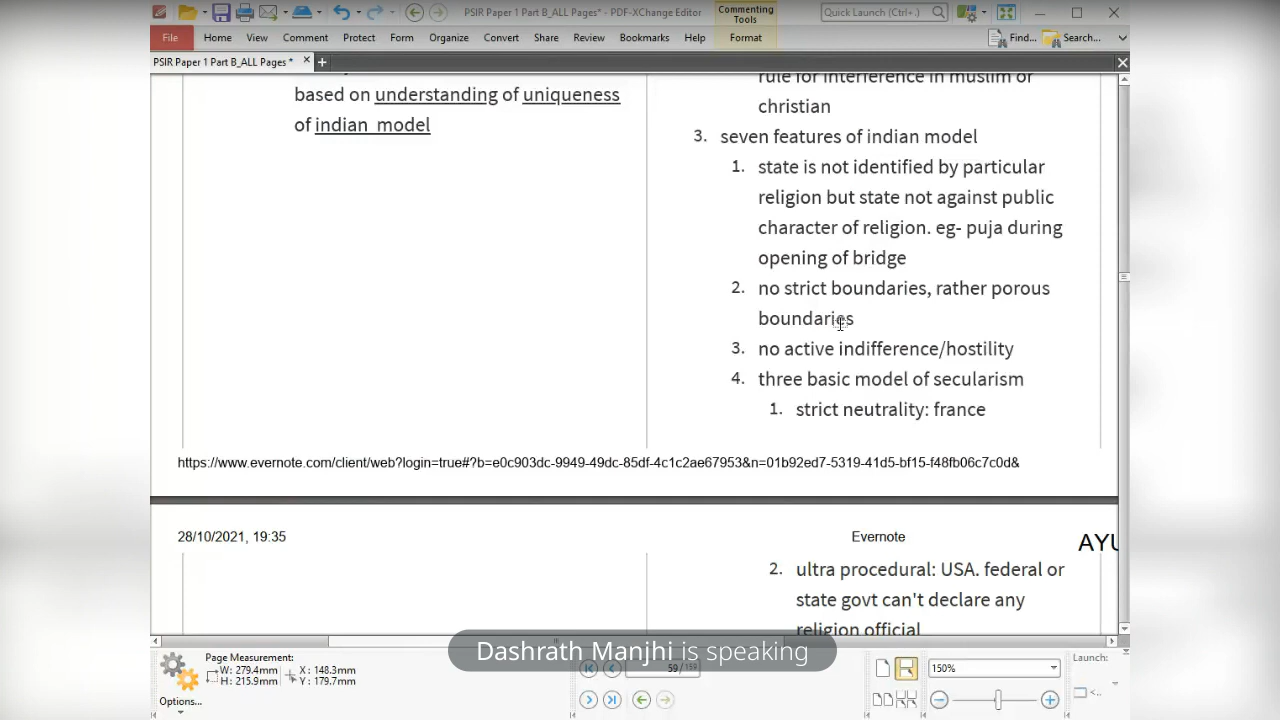 PSIR Paper 1 Part B_ALL Pages* - PDF-XChange Editor
Commenting Tools
Quick Launch (Ctrl+.)
File Home View Comment Protect Form Organize Convert Share Review Bookmarks Help Format Find... Search...
PSIR Paper 1 Part B_ALL Pages *
based on understanding of uniqueness
of indian model
rule for interference in muslim or
christian
3. seven features of indian model
1. state is not identified by particular
religion but state not against public
character of religion. eg- puja during
opening of bridge
2. no strict boundaries, rather porous
boundaries
3. no active indifference/hostility
4. three basic model of secularism
1. strict neutrality: france
https://www.evernote.com/client/web?login=true#?b=e0c903dc-9949-49dc-85df-4c1c2ae67953&n=01b92ed7-5319-41d5-bf15-f48fb06c7c0d&
28/10/2021, 19:35
Evernote
AYU
2. ultra procedural: USA. federal or
state govt can't declare any
religion official
Dashrath Manjhi is speaking
Options...
Page Measurement:
W: 279.4mm
H: 215.9mm
X: 148.3mm
Y: 179.7mm
59 / 159
150%
Launch: